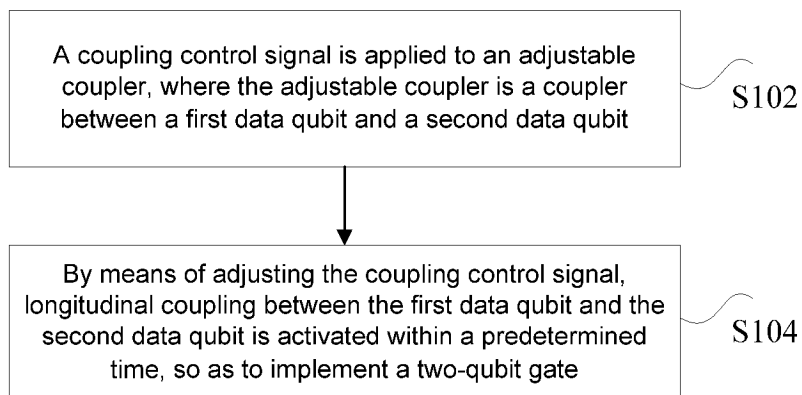 A coupling control signal is applied to an adjustable
coupler, where the adjustable coupler is a coupler
between a first data qubit and a second data qubit
S102
By means of adjusting the coupling control signal,
longitudinal coupling between the first data qubit and the
second data qubit is activated within a predetermined
time, so as to implement a two-qubit gate
S104